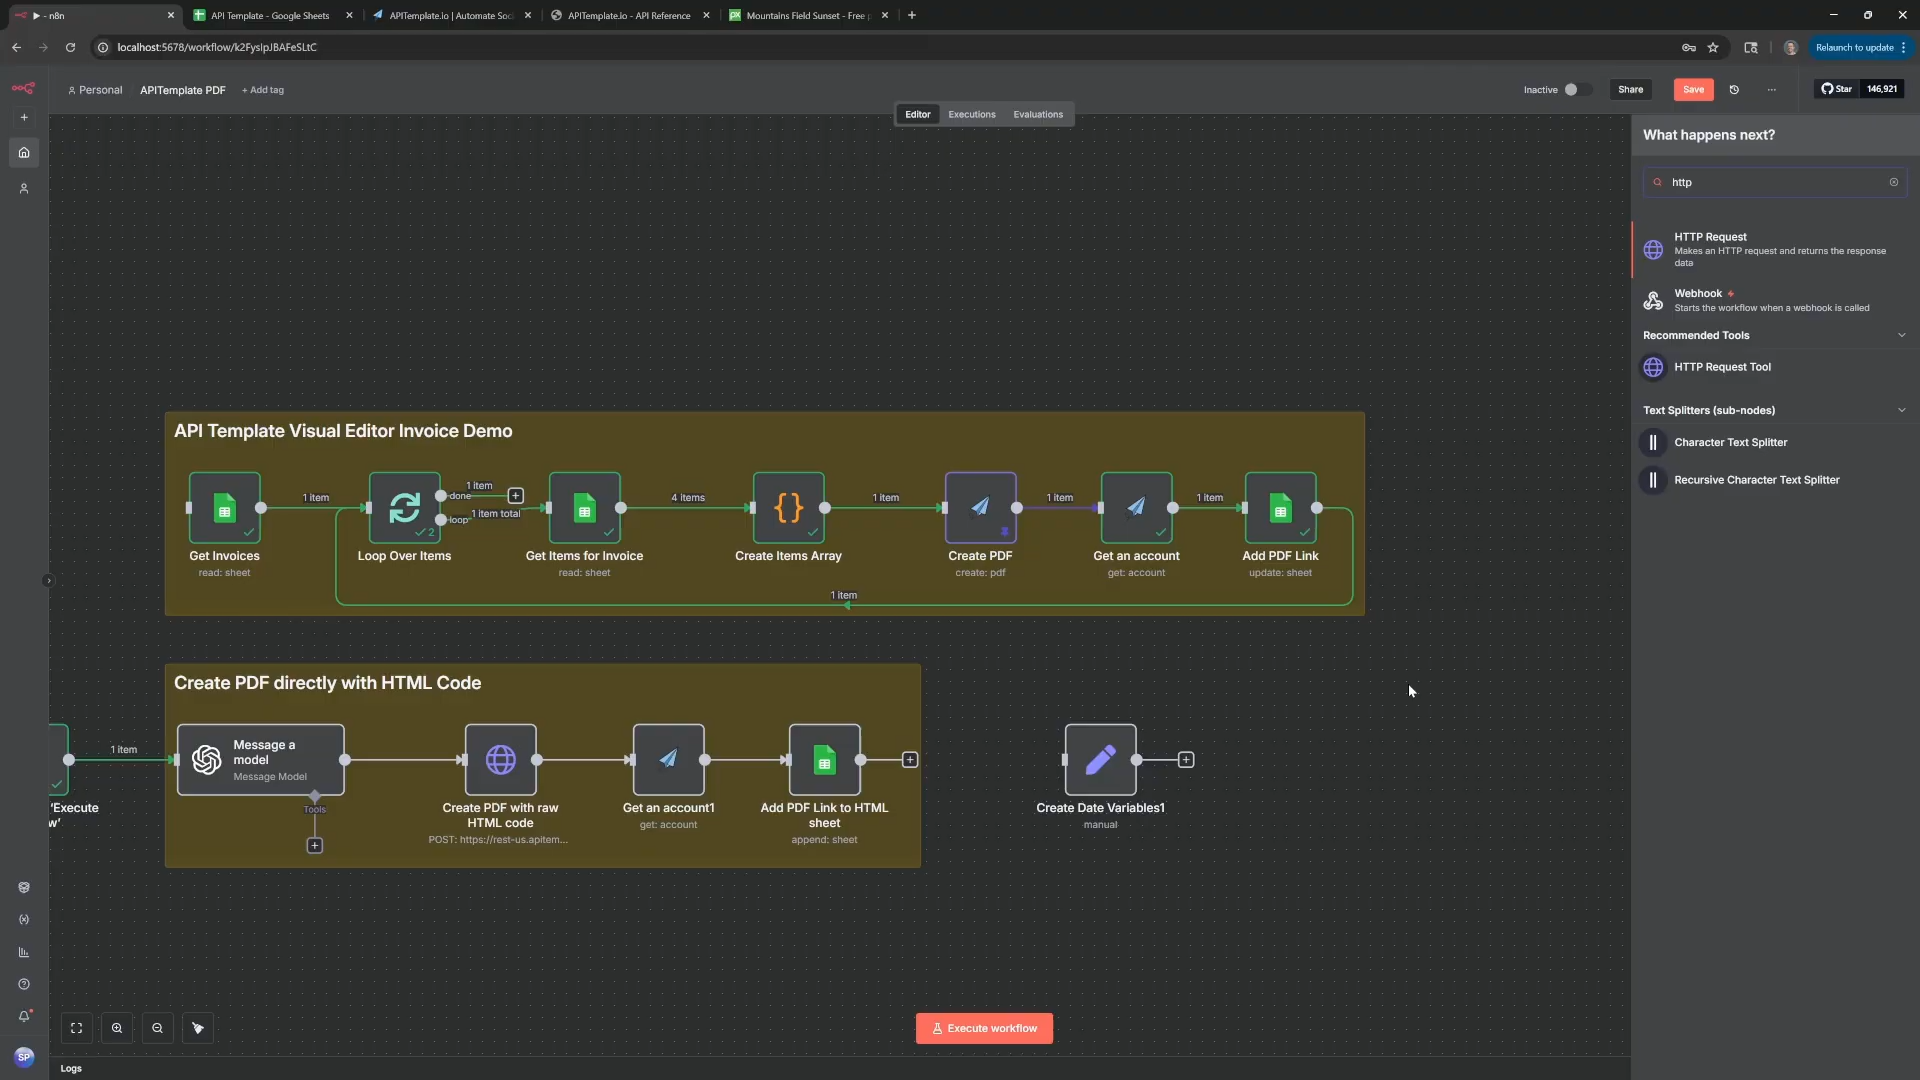 ▶ - n8n
API Template - Google Sheets
APITemplate.io | Automate Soc
APITemplate.io - API Reference
Mountains Field Sunset - Free
localhost:5678/workflow/k2FysIpJBAFeSLtC
Relaunch to update
Personal
APITemplate PDF
+ Add tag
Inactive
Share
Save
Star
146,921
Editor
Executions
Evaluations
What happens next?
http
HTTP Request
Makes an HTTP request and returns the response
data
Webhook
Starts the workflow when a webhook is called
Recommended Tools
HTTP Request Tool
Text Splitters (sub-nodes)
Character Text Splitter
Recursive Character Text Splitter
API Template Visual Editor Invoice Demo
1 item
1 item
done
loop
1 item total
2
4 items
1 item
1 item
1 item
Get Invoices
read: sheet
Loop Over Items
Get Items for Invoice
read: sheet
Create Items Array
Create PDF
create: pdf
Get an account
get: account
Add PDF Link
update: sheet
1 item
Create PDF directly with HTML Code
1 item
'Execute
w'
Message a
model
Message Model
Tools
Create PDF with raw
HTML code
POST: https://rest-us.apitem...
Get an account1
get: account
Add PDF Link to HTML
sheet
append: sheet
Create Date Variables1
manual
Execute workflow
SP
Logs